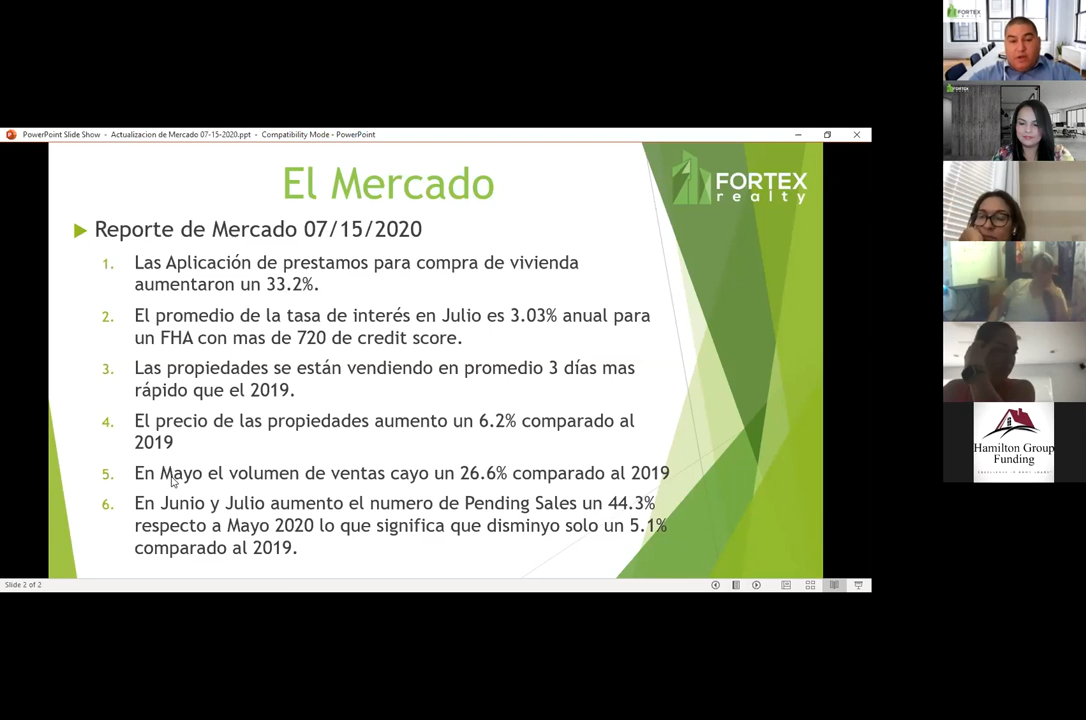 PowerPoint Slide Show - Actualizacion de Mercado 07-15-2020.ppt - Compatibility Mode - PowerPoint
El Mercado
FORTEX
realty
Reporte de Mercado 07/15/2020
1. Las Aplicación de prestamos para compra de vivienda
aumentaron un 33.2%.
2. El promedio de la tasa de interés en Julio es 3.03% anual para
un FHA con mas de 720 de credit score.
3. Las propiedades se están vendiendo en promedio 3 días mas
rápido que el 2019.
4. El precio de las propiedades aumento un 6.2% comparado al
2019
5. En Mayo el volumen de ventas cayo un 26.6% comparado al 2019
6. En Junio y Julio aumento el numero de Pending Sales un 44.3%
respecto a Mayo 2020 lo que significa que disminyo solo un 5.1%
comparado al 2019.
Slide 2 of 2
FORTEX
FORTEX
Hamilton Group
Funding